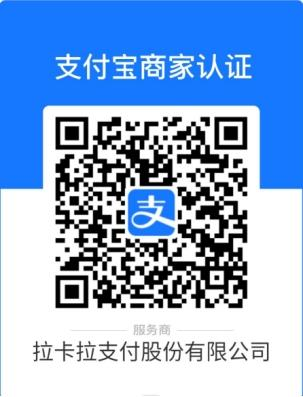 支付宝商家认证
支
服务商
拉卡拉支付股份有限公司